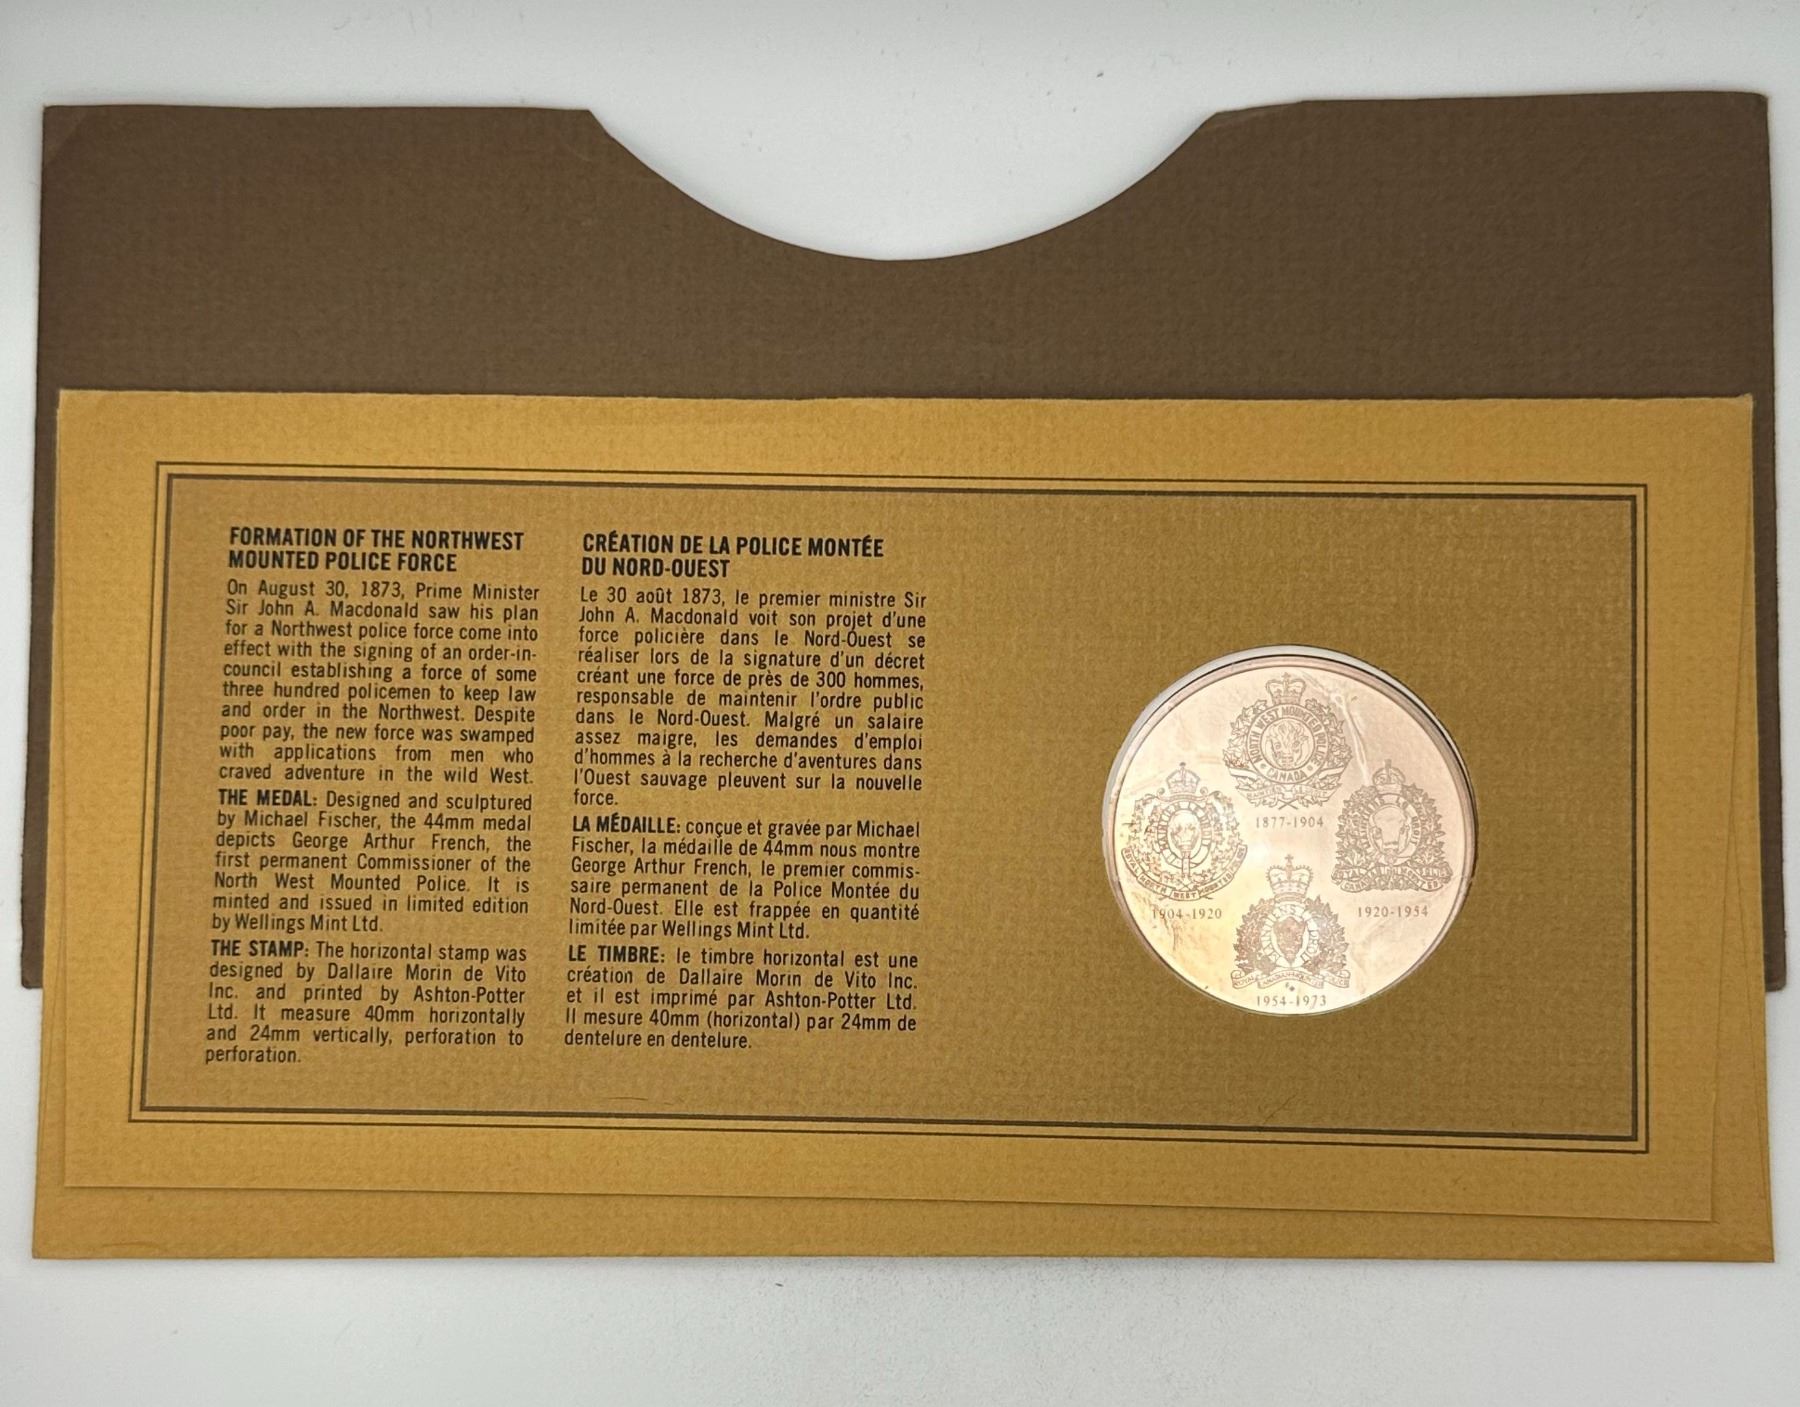 FORMATION OF THE NORTHWEST
MOUNTED POLICE FORCE
On August 30, 1873, Prime Minister
Sir John A. Macdonald saw his plan
for a Northwest police force come into
effect with the signing of an order-in-
council establishing a force of some
three hundred policemen to keep law
and order in the Northwest. Despite
poor pay, the new force was swamped
with applications from men who
craved adventure in the wild West.
THE MEDAL: Designed and sculptured
by Michael Fischer, the 44mm medal
depicts George Arthur French, the
first permanent Commissioner of the
North West Mounted Police. It is
minted and issued in limited edition
by Wellings Mint Ltd.
THE STAMP: The horizontal stamp was
designed by Dallaire Morin de Vito
Inc. and printed by Ashton-Potter
Ltd. It measure 40mm horizontally
and 24mm vertically, perforation to
perforation.
CRÉATION DE LA POLICE MONTÉE
DU NORD-OUEST
Le 30 août 1873, le premier ministre Sir
John A. Macdonald voit son projet d'une
force policière dans le Nord-Ouest se
réaliser lors de la signature d'un décret
créant une force de près de 300 hommes,
responsable de maintenir l'ordre public
dans le Nord-Ouest. Malgré un salaire
assez maigre, les demandes d'emploi
d'hommes à la recherche d'aventures dans
l'Ouest sauvage pleuvent sur la nouvelle
force.
LA MÉDAILLE: conçue et gravée par Michael
Fischer, la médaille de 44mm nous montre
George Arthur French, le premier commis-
saire permanent de la Police Montée du
Nord-Ouest. Elle est frappée en quantité
limitée par Wellings Mint Ltd.
LE TIMBRE: le timbre horizontal est une
création de Dallaire Morin de Vito Inc.
et il est imprimé par Ashton-Potter Ltd.
Il mesure 40mm (horizontal) par 24mm de
dentelure en dentelure.
NORTH WEST MOUNTED POLICE
CANADA
1877-1904
ROYAL NORTH WEST MOUNTED
1904-1920
1920-1954
1954-1973